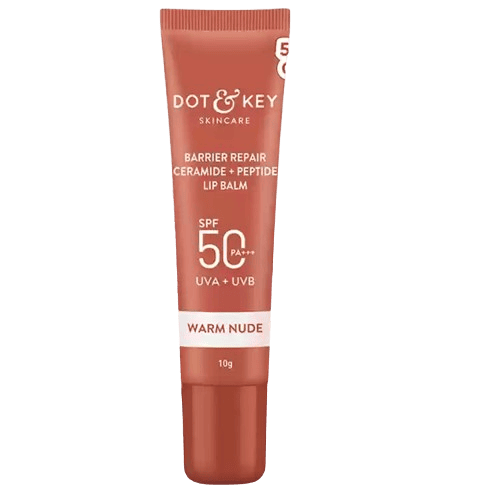 DOT & KEY
SKINCARE
BARRIER REPAIR
CERAMIDE + PEPTIDE
LIP BALM
SPF
50
PA+++
UVA + UVB
WARM NUDE
10g